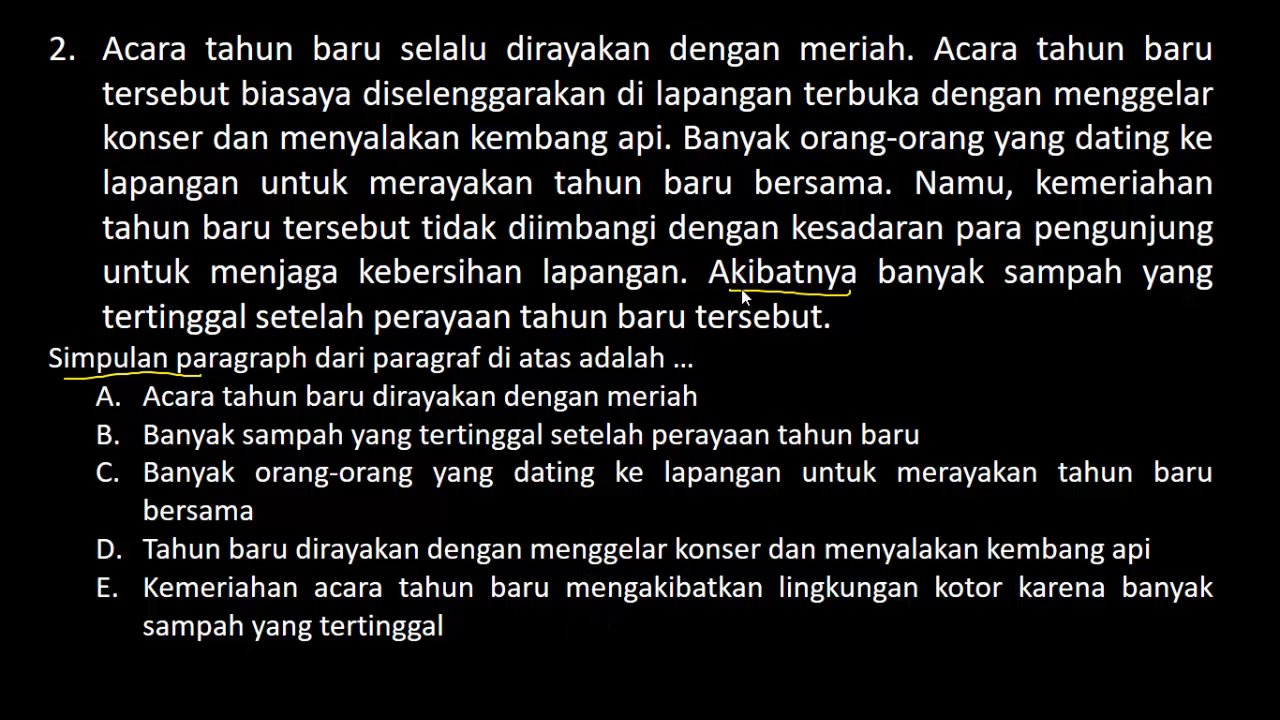 2. Acara tahun baru selalu dirayakan dengan meriah. Acara tahun baru
tersebut biasaya diselenggarakan di lapangan terbuka dengan menggelar
konser dan menyalakan kembang api. Banyak orang-orang yang dating ke
lapangan untuk merayakan tahun baru bersama. Namu, kemeriahan
tahun baru tersebut tidak diimbangi dengan kesadaran para pengunjung
untuk menjaga kebersihan lapangan. Akibatnya banyak sampah yang
tertinggal setelah perayaan tahun baru tersebut.
Simpulan paragraph dari paragraf di atas adalah ...
A. Acara tahun baru dirayakan dengan meriah
B. Banyak sampah yang tertinggal setelah perayaan tahun baru
C. Banyak orang-orang yang dating ke lapangan untuk merayakan tahun baru
bersama
D. Tahun baru dirayakan dengan menggelar konser dan menyalakan kembang api
E. Kemeriahan acara tahun baru mengakibatkan lingkungan kotor karena banyak
sampah yang tertinggal